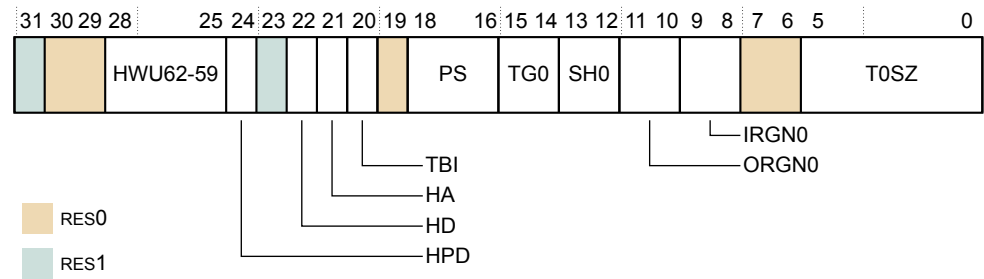 31 30 29 28 25 24 23 22 21 20 19 18 16 15 14 13 12 11 10 9 8 7 6 5 0
HWU62-59 PS TG0 SH0 T0SZ
IRGN0
TBI ORGN0
HA
RES0 HD
HPD
RES1